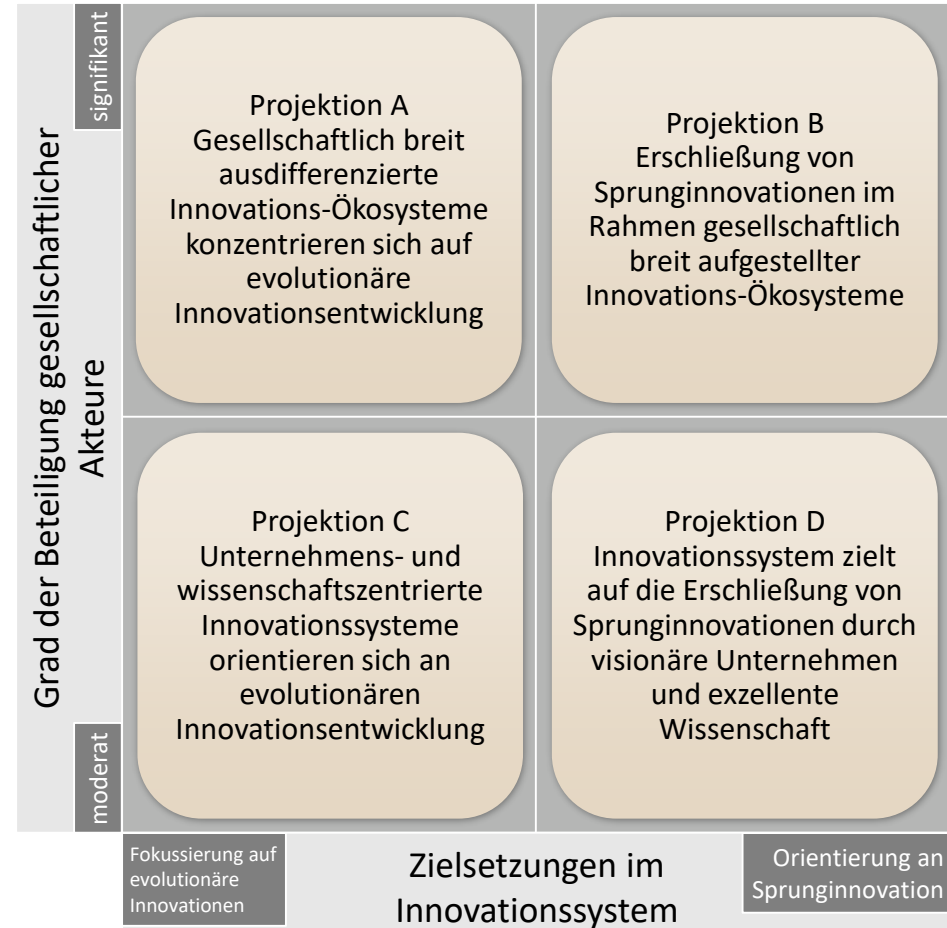 Grad der Beteiligung gesellschaftlicher
Akteure
signifikant
moderat
Projektion A
Gesellschaftlich breit
ausdifferenzierte
Innovations-Ökosysteme
konzentrieren sich auf
evolutionäre
Innovationsentwicklung
Projektion B
Erschließung von
Sprunginnovationen im
Rahmen gesellschaftlich
breit aufgestellter
Innovations-Ökosysteme
Projektion C
Unternehmens- und
wissenschaftszentrierte
Innovationssysteme
orientieren sich an
evolutionären
Innovationsentwicklung
Projektion D
Innovationssystem zielt
auf die Erschließung von
Sprunginnovationen durch
visionäre Unternehmen
und exzellente
Wissenschaft
Fokussierung auf
evolutionäre
Innovationen
Zielsetzungen im
Innovationssystem
Orientierung an
Sprunginnovation